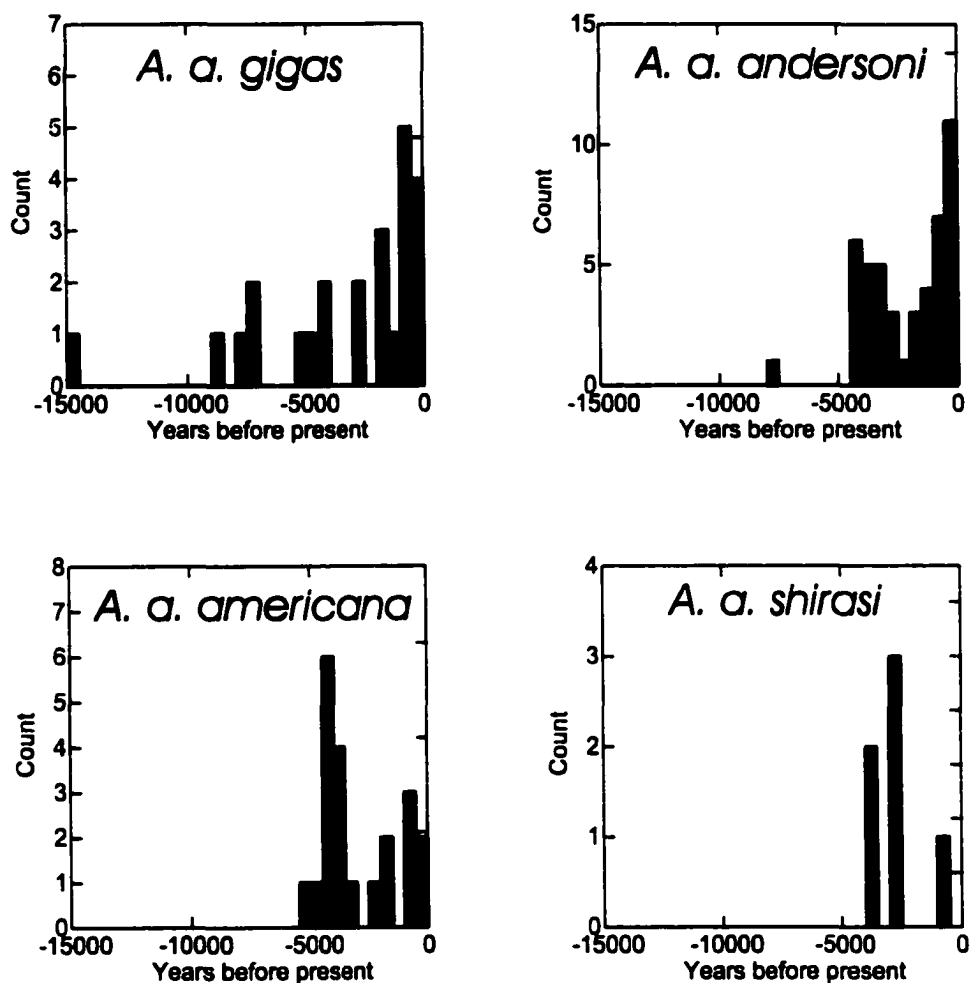 A. a. gigas
Count
7
6
5
4
3
2
1
0
-15000 -10000 -5000 0
Years before present
A. a. andersoni
Count
15
10
5
0
-15000 -10000 -5000 0
Years before present
A. a. americana
Count
8
7
6
5
4
3
2
1
0
-15000 -10000 -5000 0
Years before present
A. a. shirasi
Count
4
3
2
1
0
-15000 -10000 -5000 0
Years before present